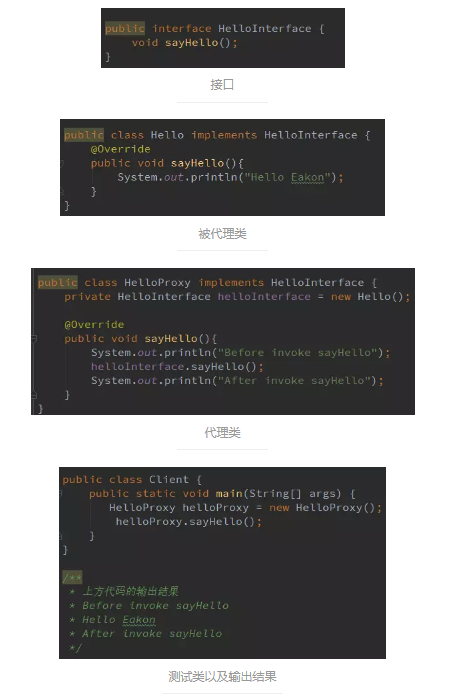 public interface HelloInterface {
    void sayHello();
}
接口
public class Hello implements HelloInterface {
    @Override
    public void sayHello(){
        System.out.println("Hello Eakon");
    }
}
被代理类
public class HelloProxy implements HelloInterface {
    private HelloInterface helloInterface = new Hello();
    @Override
    public void sayHello(){
        System.out.println("Before invoke sayHello");
        helloInterface.sayHello();
        System.out.println("After invoke sayHello");
    }
}
代理类
public class Client {
    public static void main(String[] args) {
        HelloProxy helloProxy = new HelloProxy();
        helloProxy.sayHello();
    }
}
/**
 * 上方代码的输出结果
 * Before invoke sayHello
 * Hello Eakon
 * After invoke sayHello
 */
测试类以及输出结果